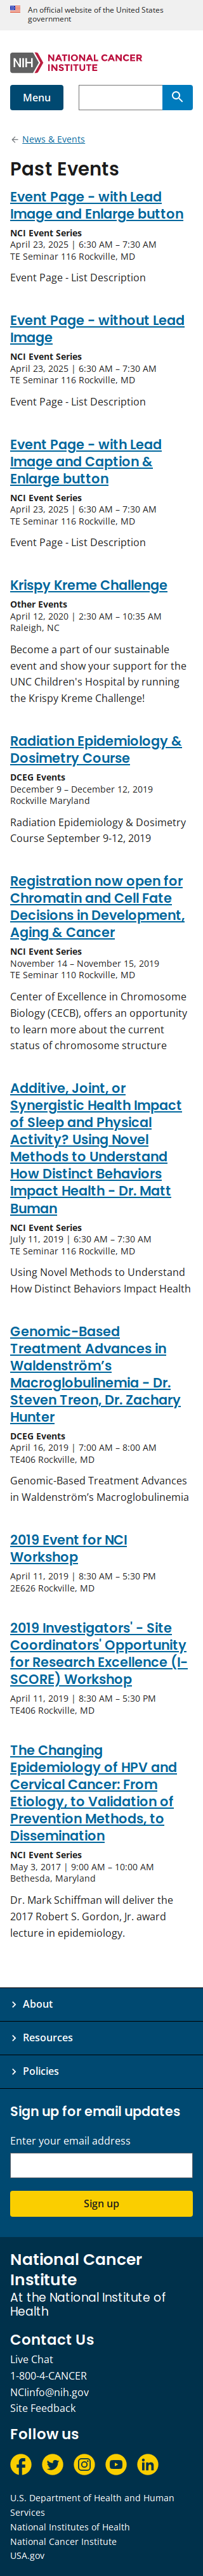 An official website of the United States
government
NIH NATIONAL CANCER
INSTITUTE
Menu
← News & Events
Past Events
Event Page - with Lead
Image and Enlarge button
NCI Event Series
April 23, 2025 | 6:30 AM – 7:30 AM
TE Seminar 116 Rockville, MD
Event Page - List Description
Event Page - without Lead
Image
NCI Event Series
April 23, 2025 | 6:30 AM – 7:30 AM
TE Seminar 116 Rockville, MD
Event Page - List Description
Event Page - with Lead
Image and Caption &
Enlarge button
NCI Event Series
April 23, 2025 | 6:30 AM – 7:30 AM
TE Seminar 116 Rockville, MD
Event Page - List Description
Krispy Kreme Challenge
Other Events
April 12, 2020 | 2:30 AM – 10:35 AM
Raleigh, NC
Become a part of our sustainable
event and show your support for the
UNC Children's Hospital by running
the Krispy Kreme Challenge!
Radiation Epidemiology &
Dosimetry Course
DCEG Events
December 9 – December 12, 2019
Rockville Maryland
Radiation Epidemiology & Dosimetry
Course September 9-12, 2019
Registration now open for
Chromatin and Cell Fate
Decisions in Development,
Aging & Cancer
NCI Event Series
November 14 – November 15, 2019
TE Seminar 110 Rockville, MD
Center of Excellence in Chromosome
Biology (CECB), offers an opportunity
to learn more about the current
status of chromosome structure
Additive, Joint, or
Synergistic Health Impact
of Sleep and Physical
Activity? Using Novel
Methods to Understand
How Distinct Behaviors
Impact Health - Dr. Matt
Buman
NCI Event Series
July 11, 2019 | 6:30 AM – 7:30 AM
TE Seminar 116 Rockville, MD
Using Novel Methods to Understand
How Distinct Behaviors Impact Health
Genomic-Based
Treatment Advances in
Waldenström’s
Macroglobulinemia - Dr.
Steven Treon, Dr. Zachary
Hunter
DCEG Events
April 16, 2019 | 7:00 AM – 8:00 AM
TE406 Rockville, MD
Genomic-Based Treatment Advances
in Waldenström’s Macroglobulinemia
2019 Event for NCI
Workshop
April 11, 2019 | 8:30 AM – 5:30 PM
2E626 Rockville, MD
2019 Investigators' - Site
Coordinators' Opportunity
for Research Excellence (I-
SCORE) Workshop
April 11, 2019 | 8:30 AM – 5:30 PM
TE406 Rockville, MD
The Changing
Epidemiology of HPV and
Cervical Cancer: From
Etiology, to Validation of
Prevention Methods, to
Dissemination
NCI Event Series
May 3, 2017 | 9:00 AM – 10:00 AM
Bethesda, Maryland
Dr. Mark Schiffman will deliver the
2017 Robert S. Gordon, Jr. award
lecture in epidemiology.
About
Resources
Policies
Sign up for email updates
Enter your email address
Sign up
National Cancer
Institute
At the National Institute of
Health
Contact Us
Live Chat
1-800-4-CANCER
NCIinfo@nih.gov
Site Feedback
Follow us
U.S. Department of Health and Human
Services
National Institutes of Health
National Cancer Institute
USA.gov